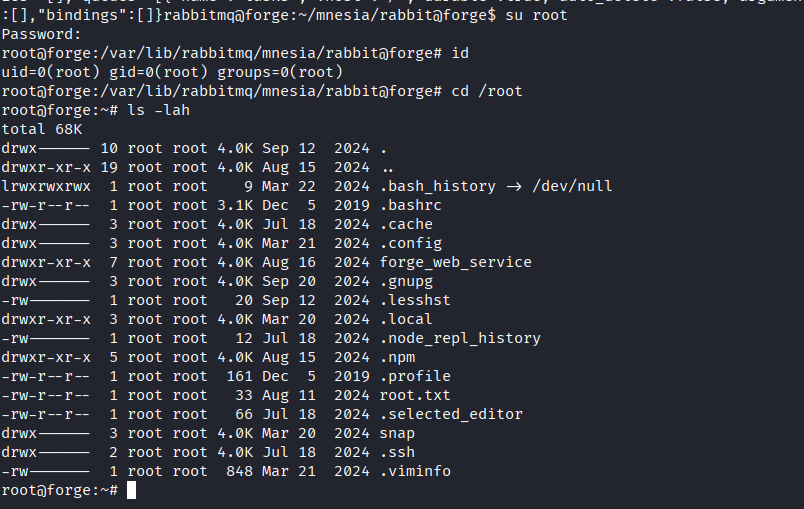 :[],"bindings":[]}rabbitmq@forge:~/mnesia/rabbit@forge$ su root
Password:
root@forge:/var/lib/rabbitmq/mnesia/rabbit@forge# id
uid=0(root) gid=0(root) groups=0(root)
root@forge:/var/lib/rabbitmq/mnesia/rabbit@forge# cd /root
root@forge:~# ls -lah
total 68K
drwx------ 10 root root 4.0K Sep 12  2024 .
drwxr-xr-x 19 root root 4.0K Aug 15  2024 ..
lrwxrwxrwx  1 root root    9 Mar 22  2024 .bash_history -> /dev/null
-rw-r--r--  1 root root 3.1K Dec  5  2019 .bashrc
drwx------  3 root root 4.0K Jul 18  2024 .cache
drwx------  3 root root 4.0K Mar 21  2024 .config
drwxr-xr-x  7 root root 4.0K Aug 16  2024 forge_web_service
drwx------  3 root root 4.0K Sep 20  2024 .gnupg
-rw-------  1 root root   20 Sep 12  2024 .lesshst
drwxr-xr-x  3 root root 4.0K Mar 20  2024 .local
-rw-------  1 root root   12 Jul 18  2024 .node_repl_history
drwxr-xr-x  5 root root 4.0K Aug 15  2024 .npm
-rw-r--r--  1 root root  161 Dec  5  2019 .profile
-rw-r--r--  1 root root   33 Aug 11  2024 root.txt
-rw-r--r--  1 root root   66 Jul 18  2024 .selected_editor
drwx------  3 root root 4.0K Mar 20  2024 snap
drwx------  2 root root 4.0K Jul 18  2024 .ssh
-rw-------  1 root root  848 Mar 21  2024 .viminfo
root@forge:~#